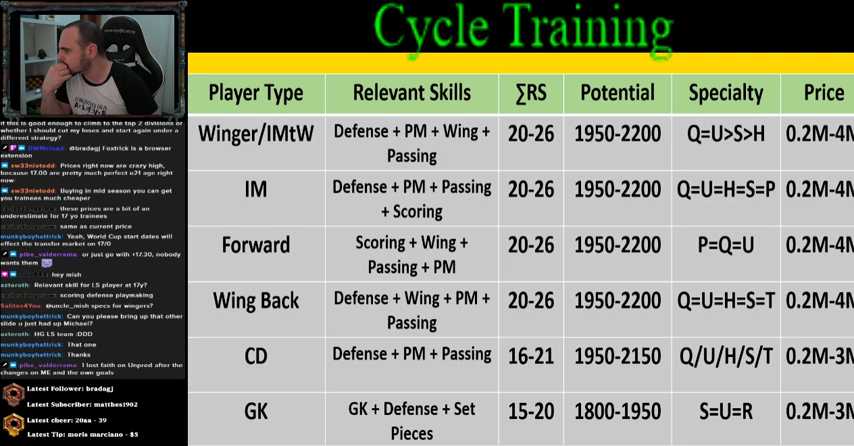 Cycle Training
Player Type Relevant Skills ∑RS Potential Specialty Price
Winger/IMtW Defense + PM + Wing + 20-26 1950-2200 Q=U>S>H 0.2M-4M
Passing
IM Defense + PM + Passing 20-26 1950-2200 Q=U=H=S=P 0.2M-4M
+ Scoring
Forward Scoring + Wing + 20-26 1950-2200 P=Q=U 0.2M-4M
Passing + PM
Wing Back Defense + Wing + PM + 20-26 1950-2200 Q=U=H=S=T 0.2M-4M
Passing
CD Defense + PM + Passing 16-21 1950-2150 Q/U/H/S/T 0.2M-3M
GK GK + Defense + Set 15-20 1800-1950 S=U=R 0.2M-3M
Pieces
if this is good enough to climb to the top 2 divisions or
whether I should cut my loses and start again under a
different strategy?
DWMcload: @bradagj Foxtrick is a browser
extension
sw33nietodd: Prices right now are crazy high,
because 17.00 are pretty much perfect u21 age right
now
sw33nietodd: Buying in mid season you can get
you trainees much cheaper
these prices are a bit of an
underestimate for 17 yo trainees
same as current price
munkyboyhattrick: Yeah, World Cup start dates will
effect the transfer market on 17/0
pibe_valderrama: or just go with +17.30, nobody
wants them
hey mish
azteroth: Relevant skill for LS player at 17y?
scoring defense playmaking
Salitos4You: @uncle_mish specs for wingers?
munkyboyhattrick: Can you please bring up that other
slide u just had up Michael?
azteroth: HG LS team :DDD
munkyboyhattrick: That one
munkyboyhattrick: Thanks
pibe_valderrama: I lost faith on Unpred after the
changes on ME and the own goals
Latest Follower: bradagj
Latest Subscriber: matthes1902
Latest cheer: 20aa - 39
Latest Tip: moris marciano - $5